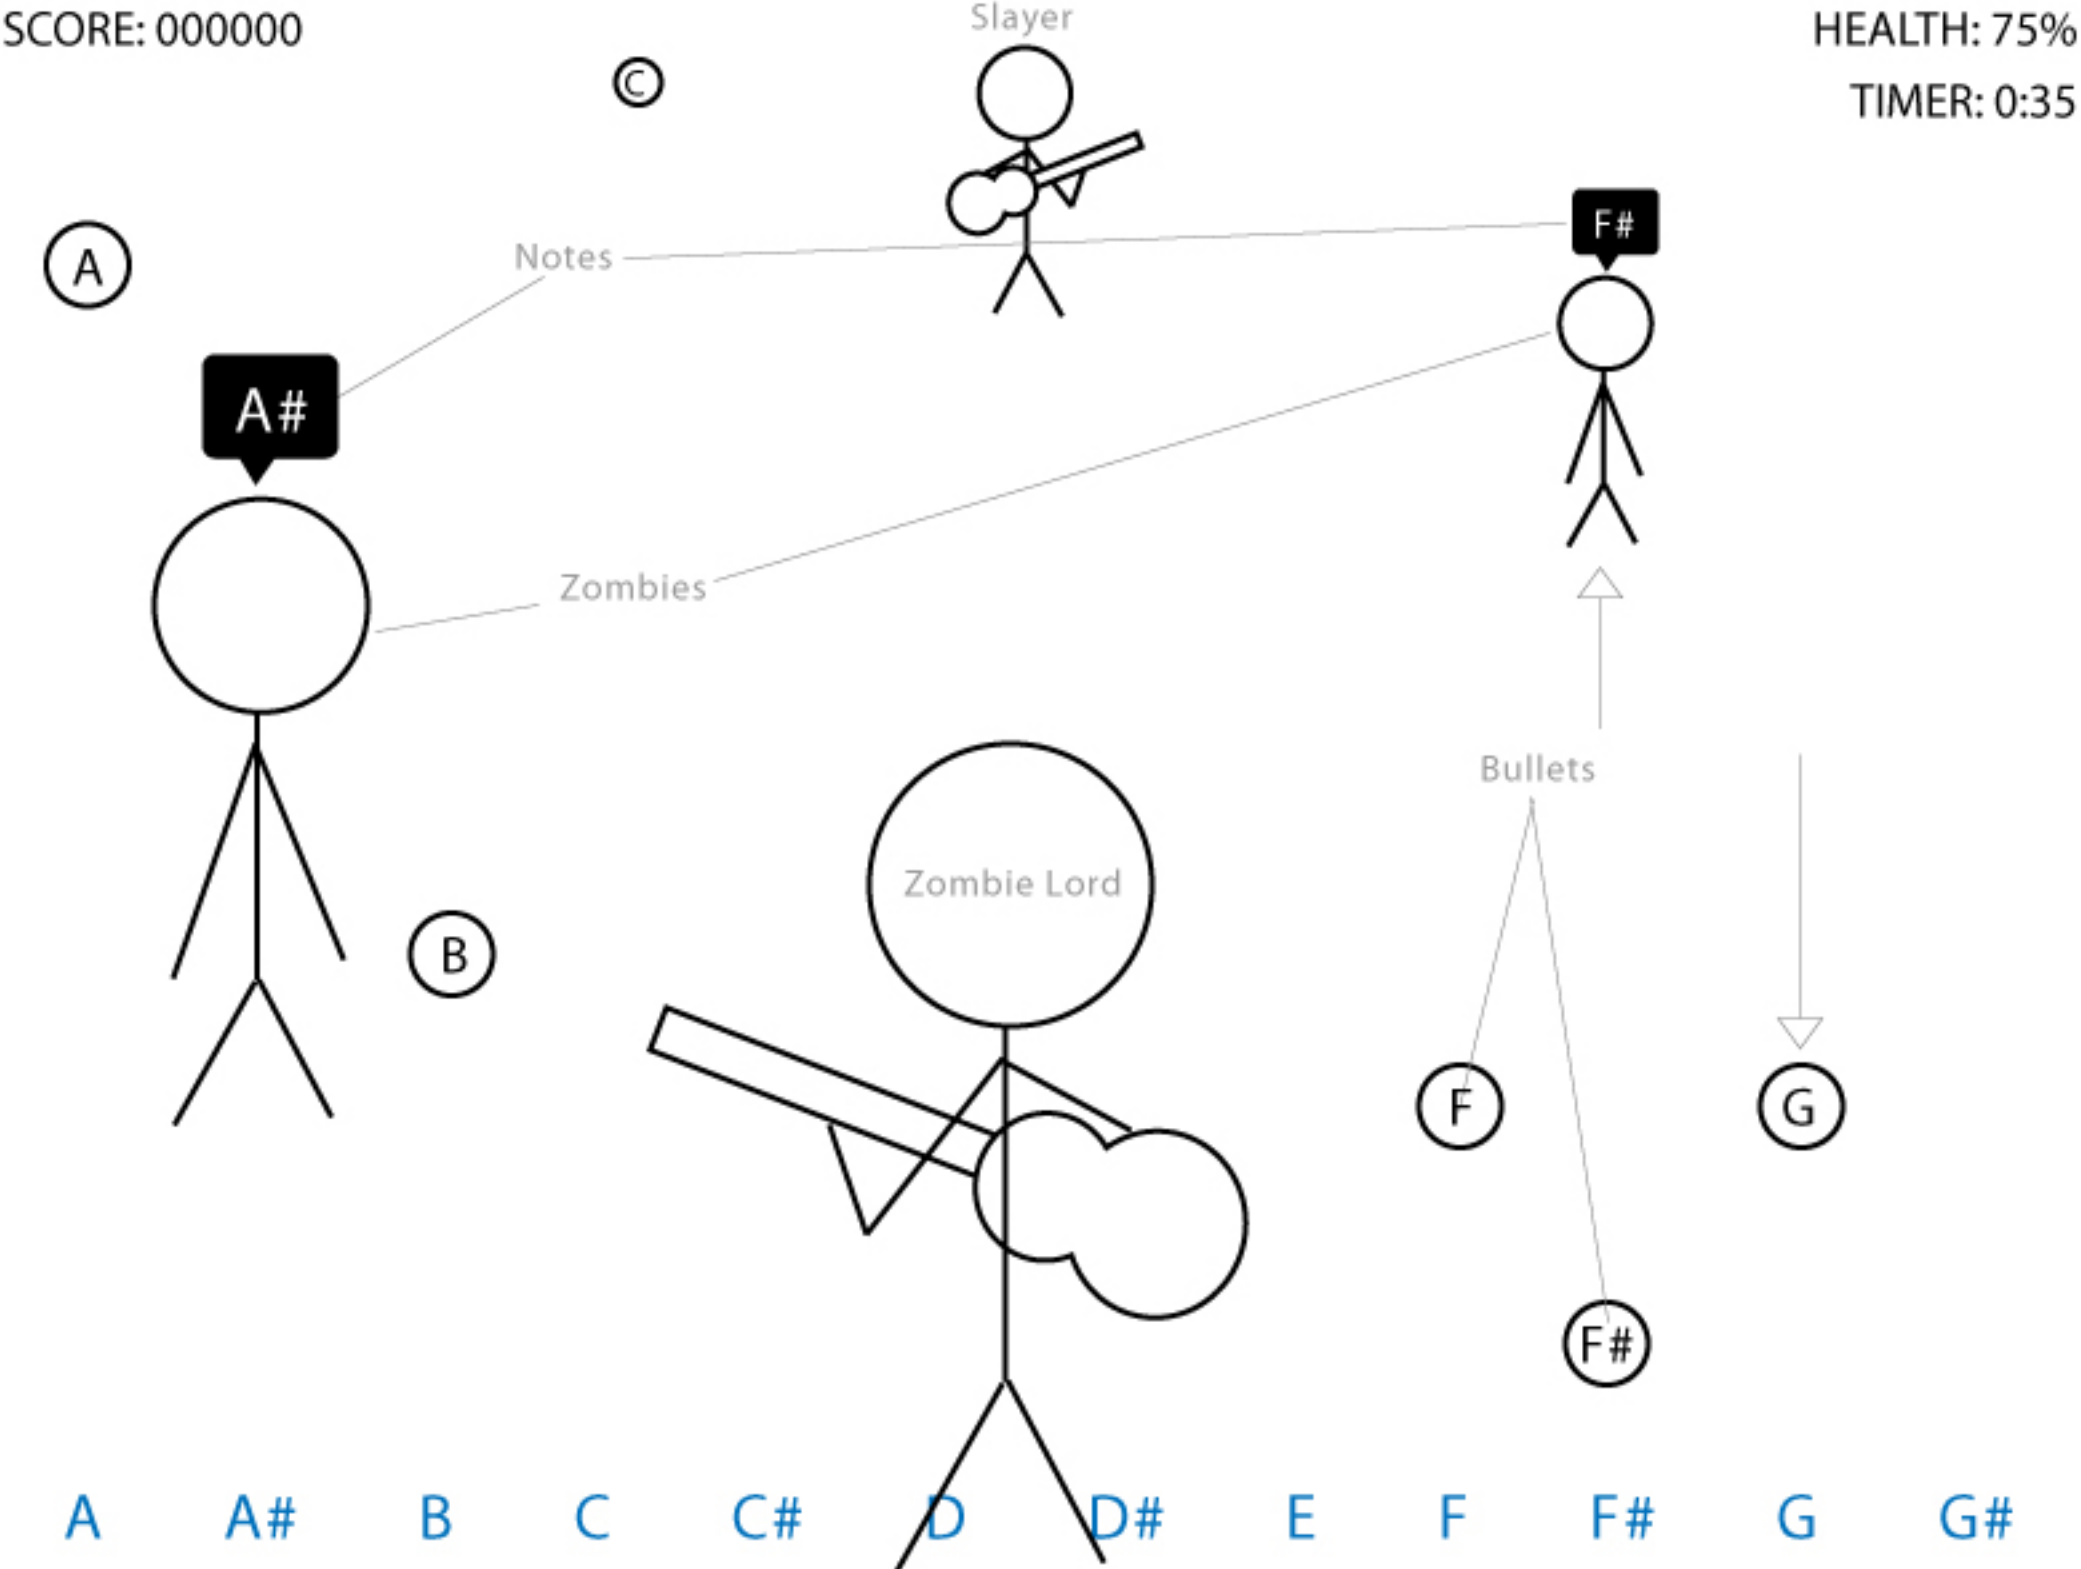 SCORE: 000000
Slayer
HEALTH: 75%
TIMER: 0:35
C
A
Notes
F#
A#
Zombies
Bullets
Zombie Lord
B
F
G
F#
A A# B C C# D D# E F F# G G#